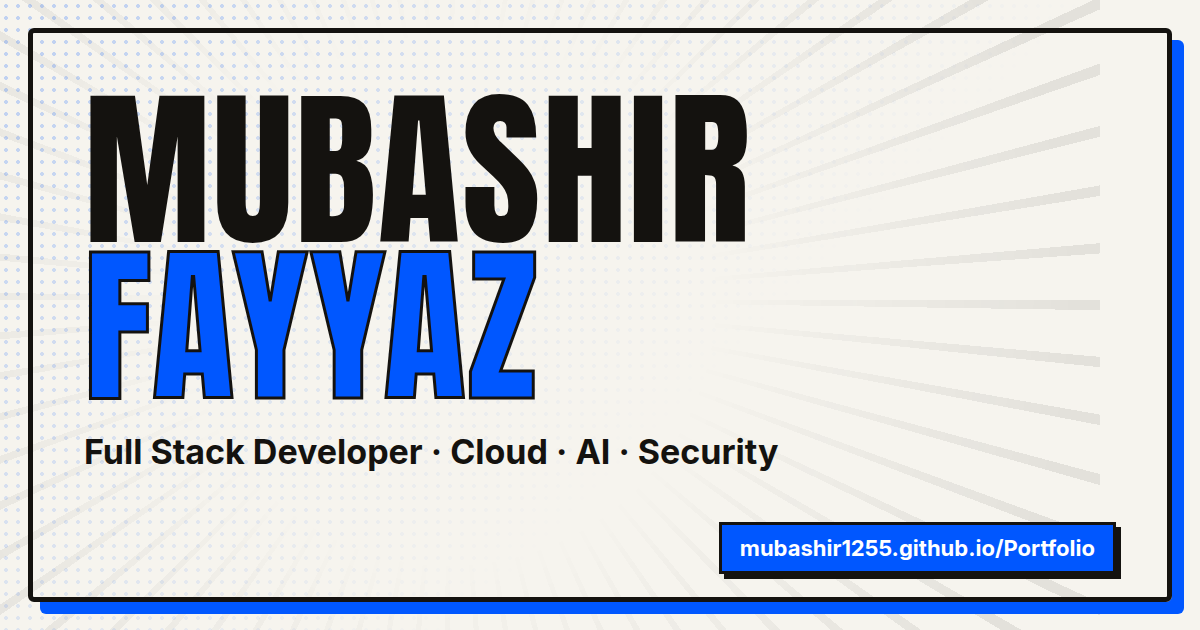 MUBASHIR
FAYYAZ
Full Stack Developer · Cloud · AI · Security
mubashir1255.github.io/Portfolio